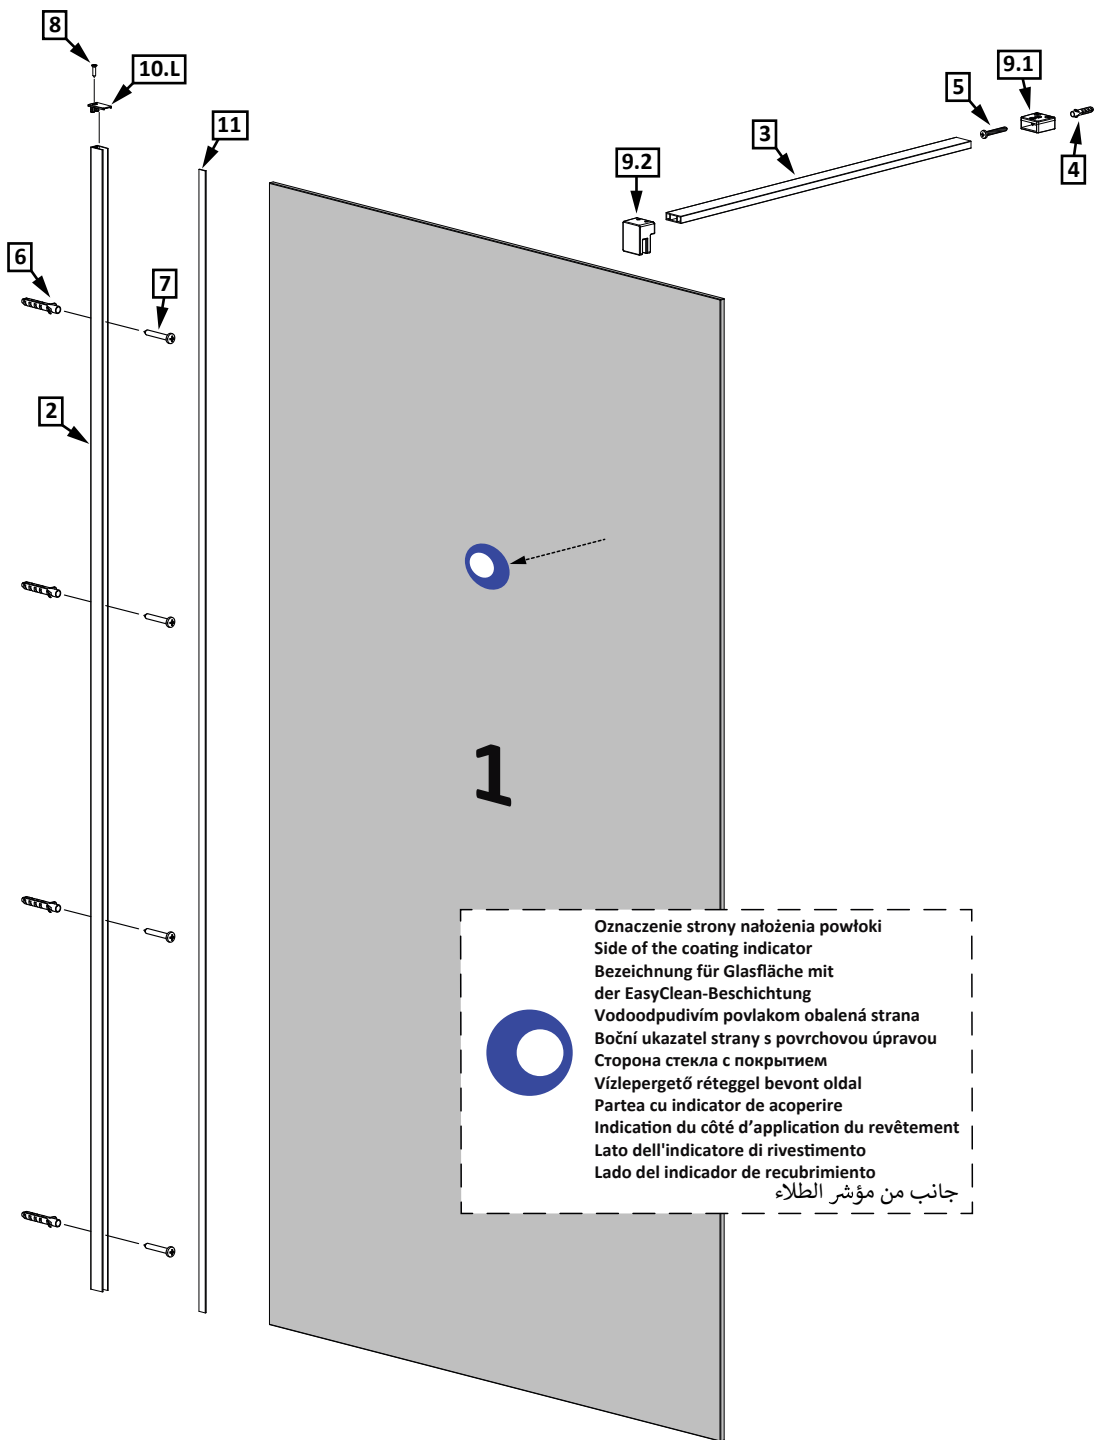 8
10.L
11
9.1
5
3
9.2
4
6
7
2
1
Oznaczenie strony nałożenia powłoki
Side of the coating indicator
Bezeichnung für Glasfläche mit
der EasyClean-Beschichtung
Vodoodpudivím povlakom obalená strana
Boční ukazatel strany s povrchovou úpravou
Сторона стекла с покрытием
Vízlepergető réteggel bevont oldal
Partea cu indicator de acoperire
Indication du côté d’application du revêtement
Lato dell'indicatore di rivestimento
Lado del indicador de recubrimiento
جانب من مؤشر الطلاء